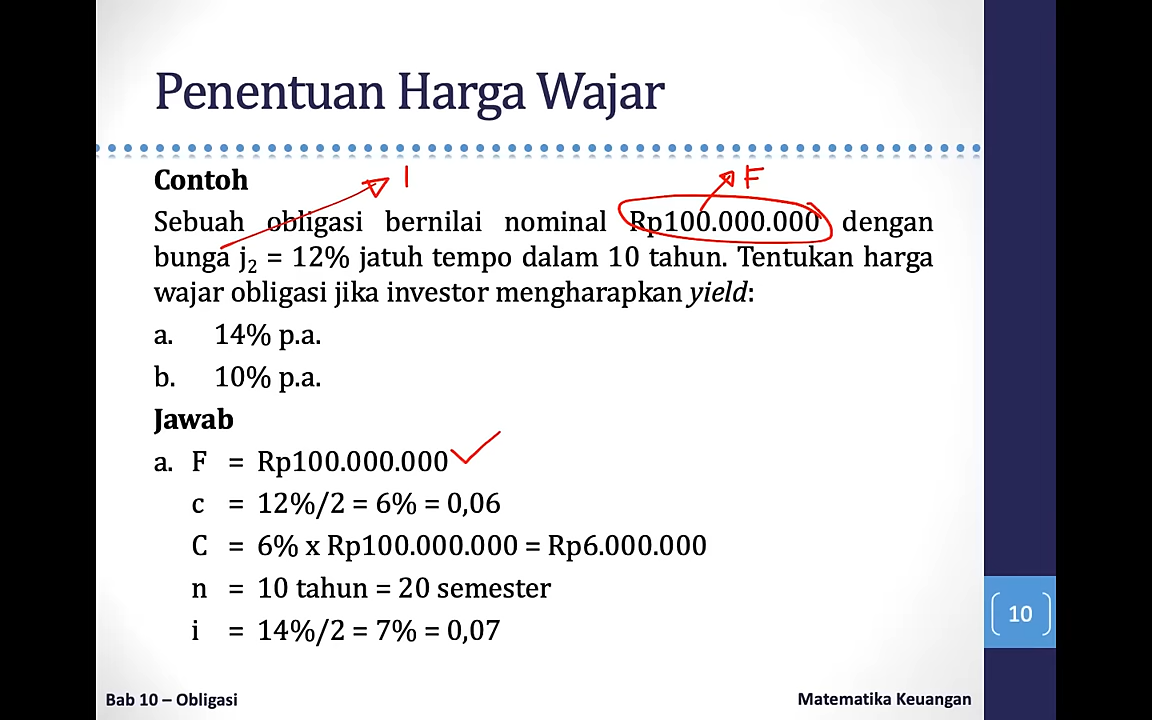 Penentuan Harga Wajar
I
F
Contoh
Sebuah obligasi bernilai nominal Rp100.000.000 dengan
bunga j₂ = 12% jatuh tempo dalam 10 tahun. Tentukan harga
wajar obligasi jika investor mengharapkan yield:
a. 14% p.a.
b. 10% p.a.
Jawab
a. F = Rp100.000.000
c = 12%/2 = 6% = 0,06
C = 6% x Rp100.000.000 = Rp6.000.000
n = 10 tahun = 20 semester
i = 14%/2 = 7% = 0,07
10
Bab 10 – Obligasi
Matematika Keuangan